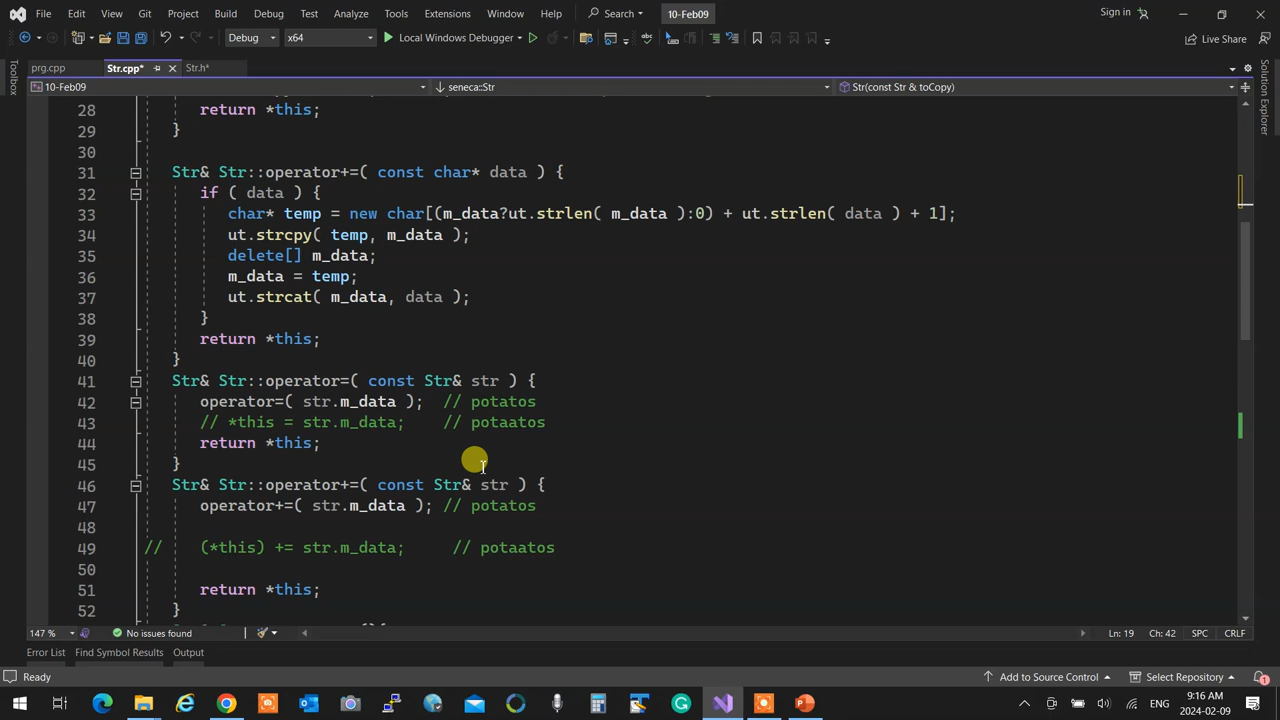 File Edit View Git Project Build Debug Test Analyze Tools Extensions Window Help Search 10-Feb09 Sign in
Debug x64 Local Windows Debugger Live Share
prg.cpp Str.cpp* Str.h*
10-Feb09 seneca::Str Str(const Str & toCopy)
Toolbox
Solution Explorer
28 return *this;
29 }
30
31 Str& Str::operator+=( const char* data ) {
32 if ( data ) {
33 char* temp = new char[(m_data?ut.strlen( m_data ):0) + ut.strlen( data ) + 1];
34 ut.strcpy( temp, m_data );
35 delete[] m_data;
36 m_data = temp;
37 ut.strcat( m_data, data );
38 }
39 return *this;
40 }
41 Str& Str::operator=( const Str& str ) {
42 operator=( str.m_data ); // potatos
43 // *this = str.m_data; // potaatos
44 return *this;
45 }
46 Str& Str::operator+=( const Str& str ) {
47 operator+=( str.m_data ); // potatos
48
49 // (*this) += str.m_data; // potaatos
50
51 return *this;
52 }
147 % No issues found Ln: 19 Ch: 42 SPC CRLF
Error List Find Symbol Results Output
Ready Add to Source Control Select Repository 1
ENG 9:16 AM
2024-02-09